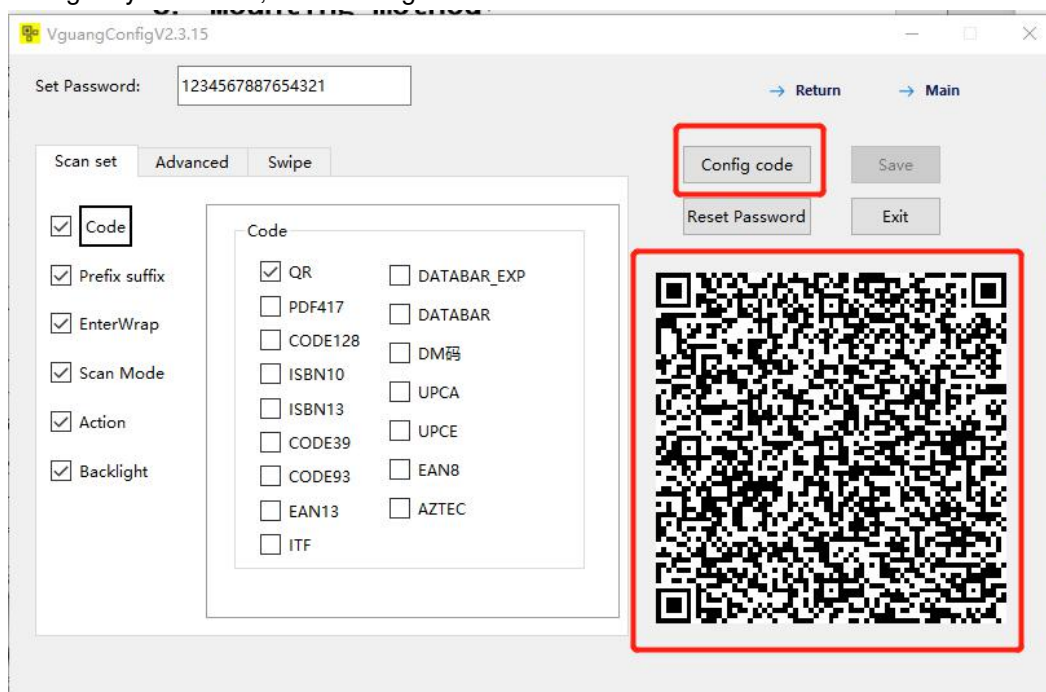 VguangConfigV2.3.15
Set Password: 1234567887654321
Return
Main
Scan set Advanced Swipe
Config code Save
Reset Password Exit
Code
Prefix suffix
EnterWrap
Scan Mode
Action
Backlight
Code
QR
PDF417
CODE128
ISBN10
ISBN13
CODE39
CODE93
EAN13
ITF
DATABAR_EXP
DATABAR
DM码
UPCA
UPCE
EAN8
AZTEC